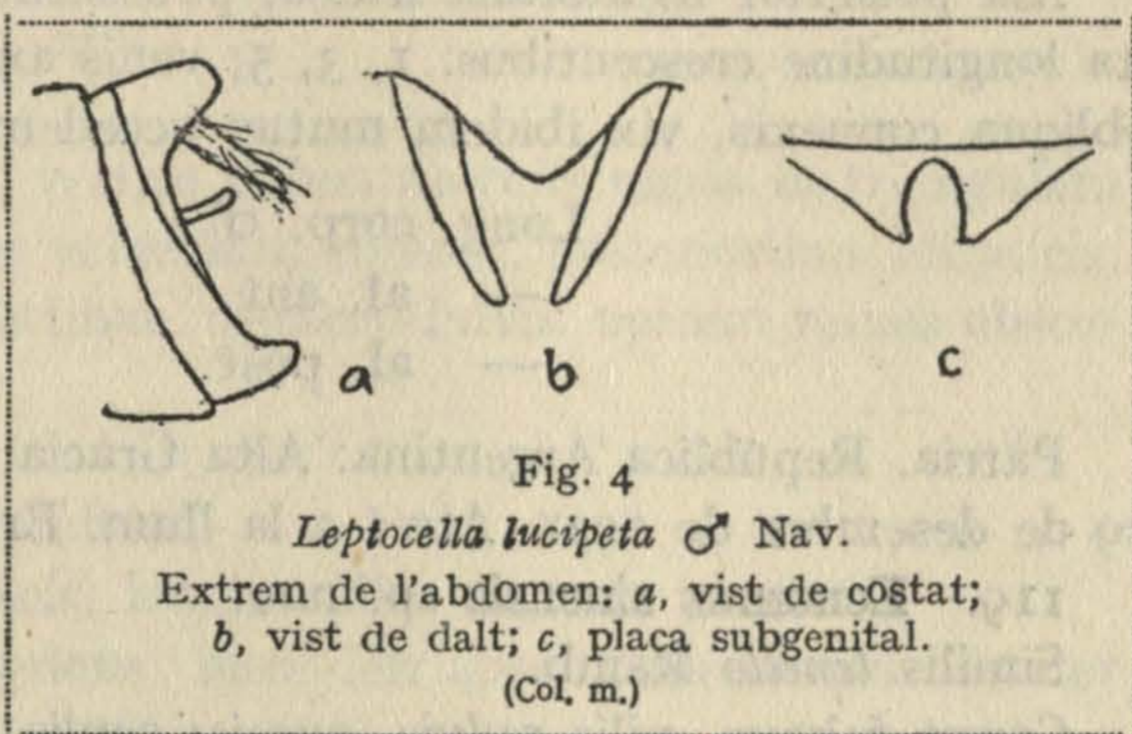 a b c
Fig. 4
Leptocella lucipeta ♂ Nav.
Extrem de l'abdomen: a, vist de costat;
b, vist de dalt; c, placa subgenital.
(Col. m.)